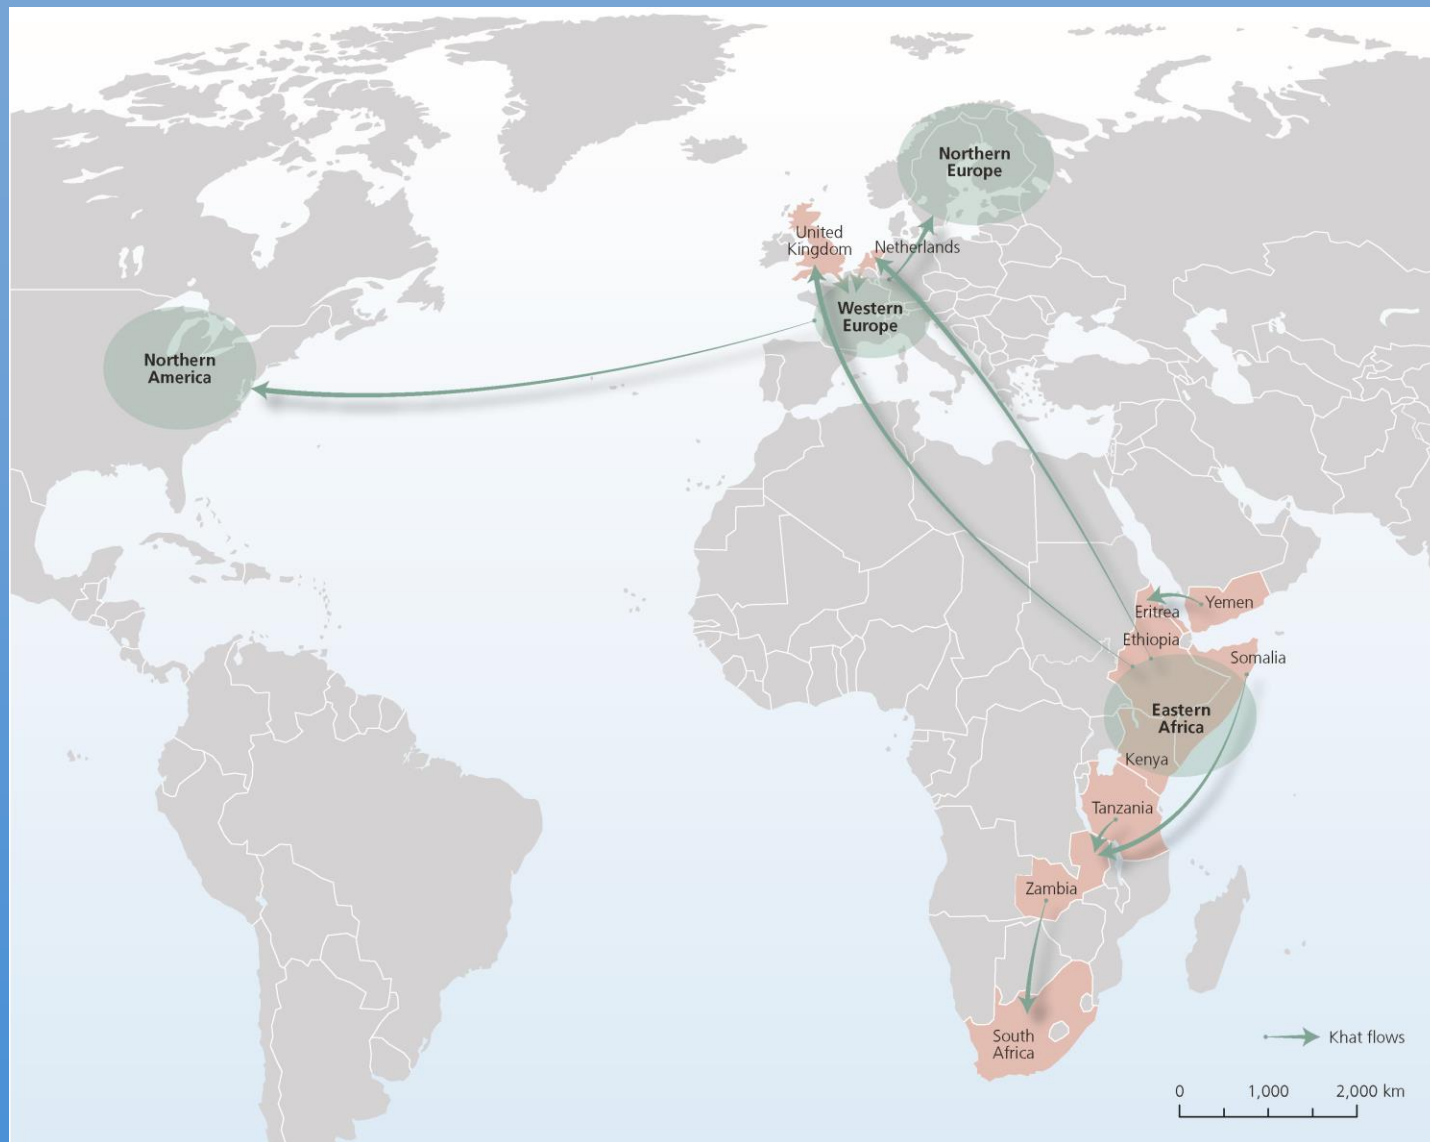 Northern
Europe
United
Kingdom
Netherlands
Western
Europe
Northern
America
Yemen
Eritrea
Ethiopia
Somalia
Eastern
Africa
Kenya
Tanzania
Zambia
South
Africa
Khat flows
0 1,000 2,000 km